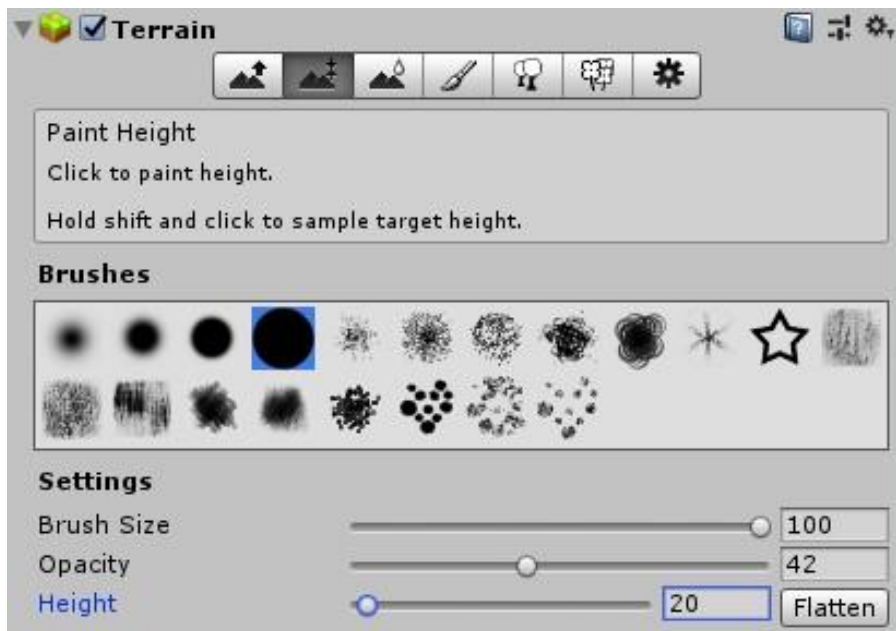 Terrain
Paint Height
Click to paint height.
Hold shift and click to sample target height.
Brushes
Settings
Brush Size 100
Opacity 42
Height 20 Flatten